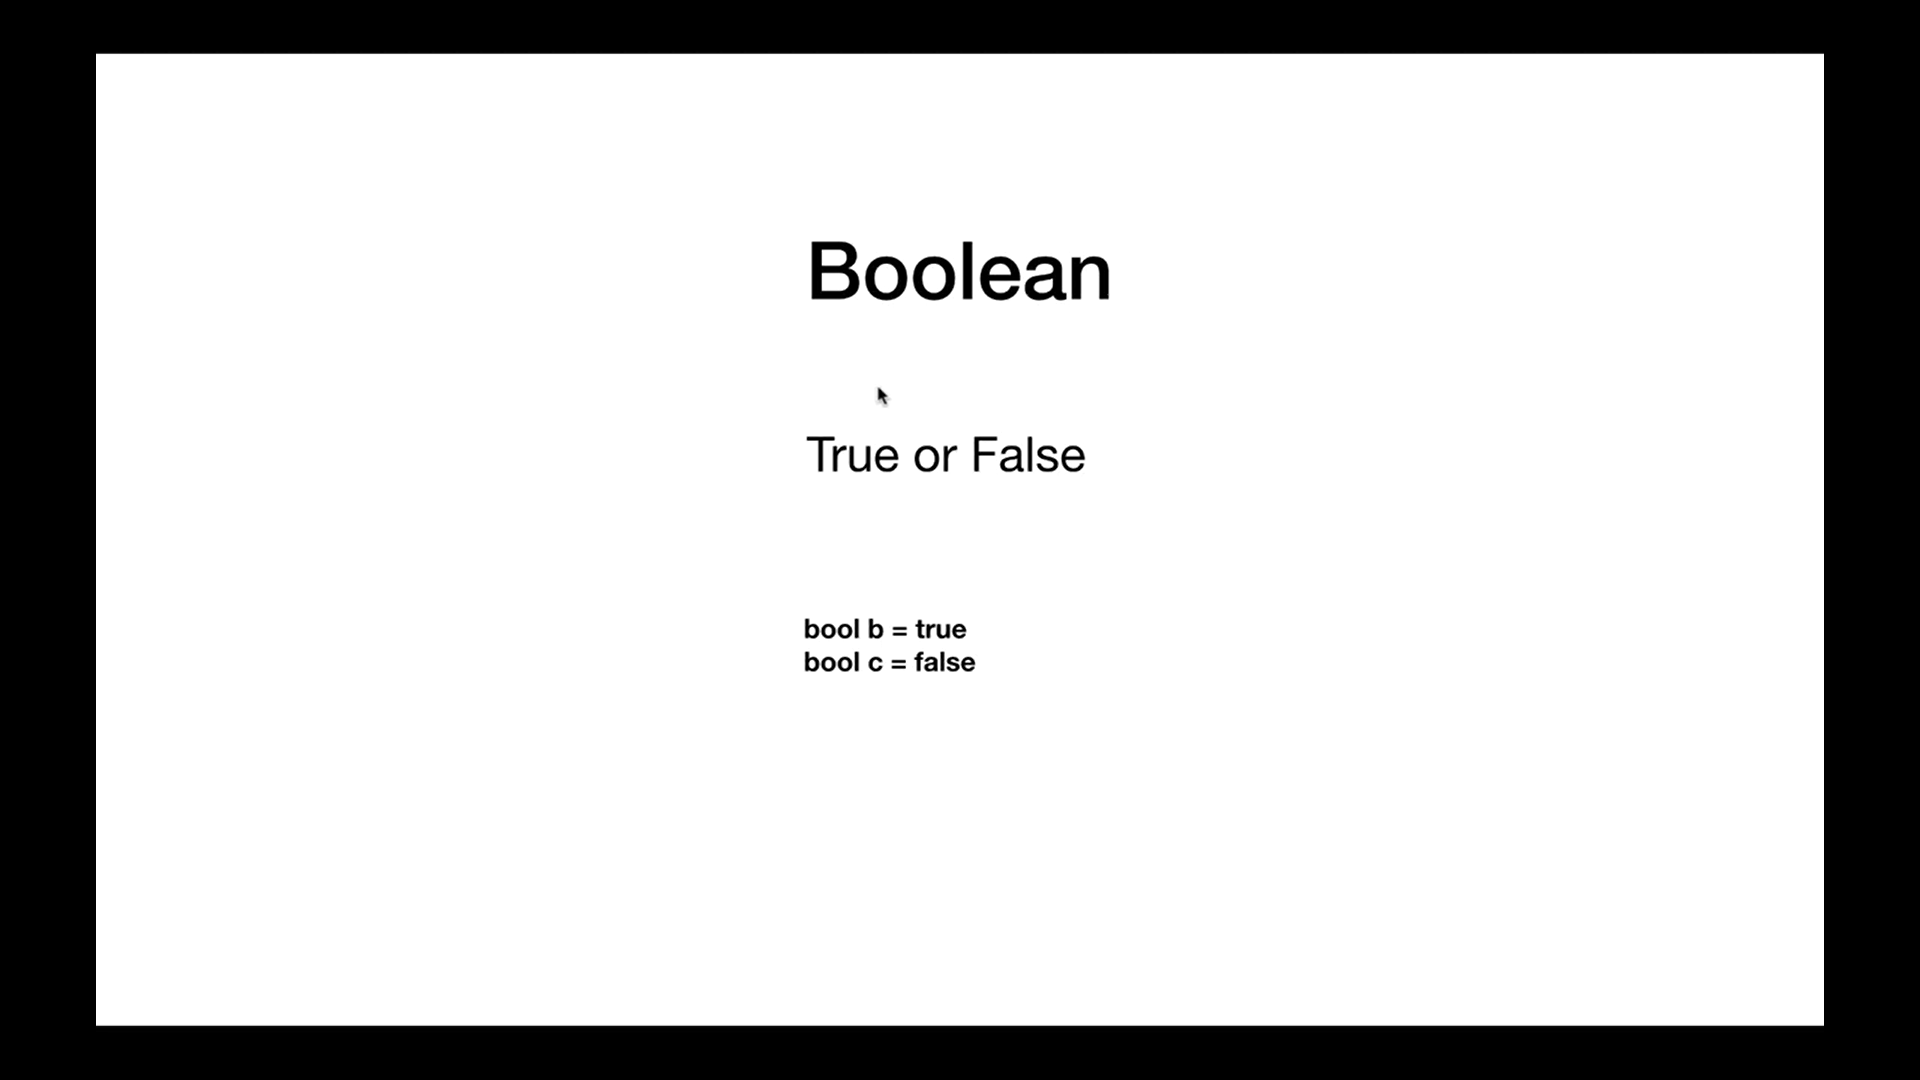 Boolean
True or False
bool b = true
bool c = false